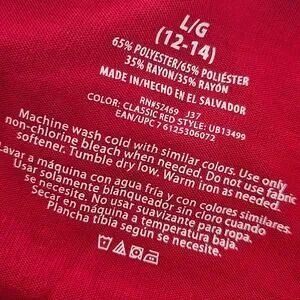 L/G
(12-14)
65% POLYESTER/65% POLIÉSTER
35% RAYON/35% RAYÓN
MADE IN/HECHO EN EL SALVADOR
RN#52469 J37
COLOR: CLASSIC RED STYLE: UB13499
EAN/UPC 7 6125306072
Machine wash cold with similar colors. Use only
non-chlorine bleach when needed. Do not use fabric
softener. Tumble dry low. Warm iron as needed.
Lavar a máquina con agua fría y con colores similares.
Usar solamente blanqueador sin cloro cuando
se necesite. No usar suavizante para ropa.
Secar en máquina a temperatura baja.
Plancha tibia según se necesite.